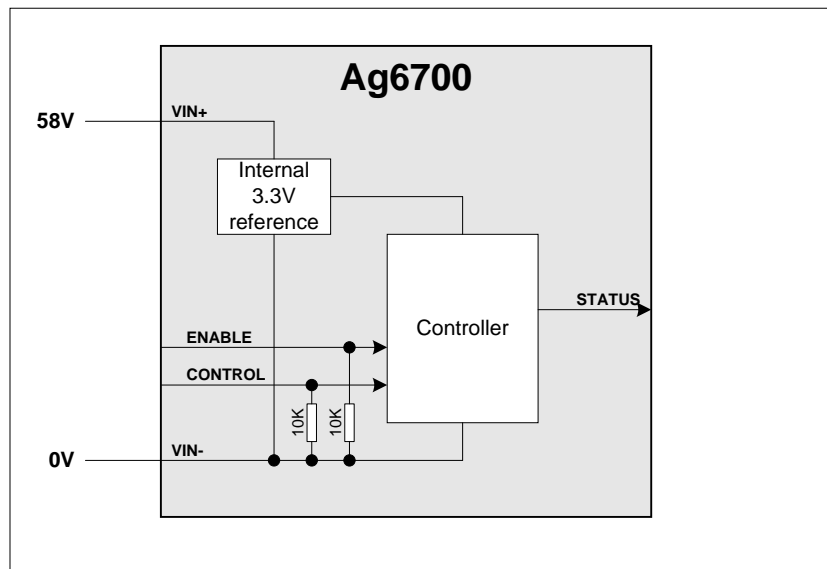 Ag6700
58V
VIN+
Internal
3.3V
reference
STATUS
Controller
ENABLE
CONTROL
10K
10K
0V
VIN-